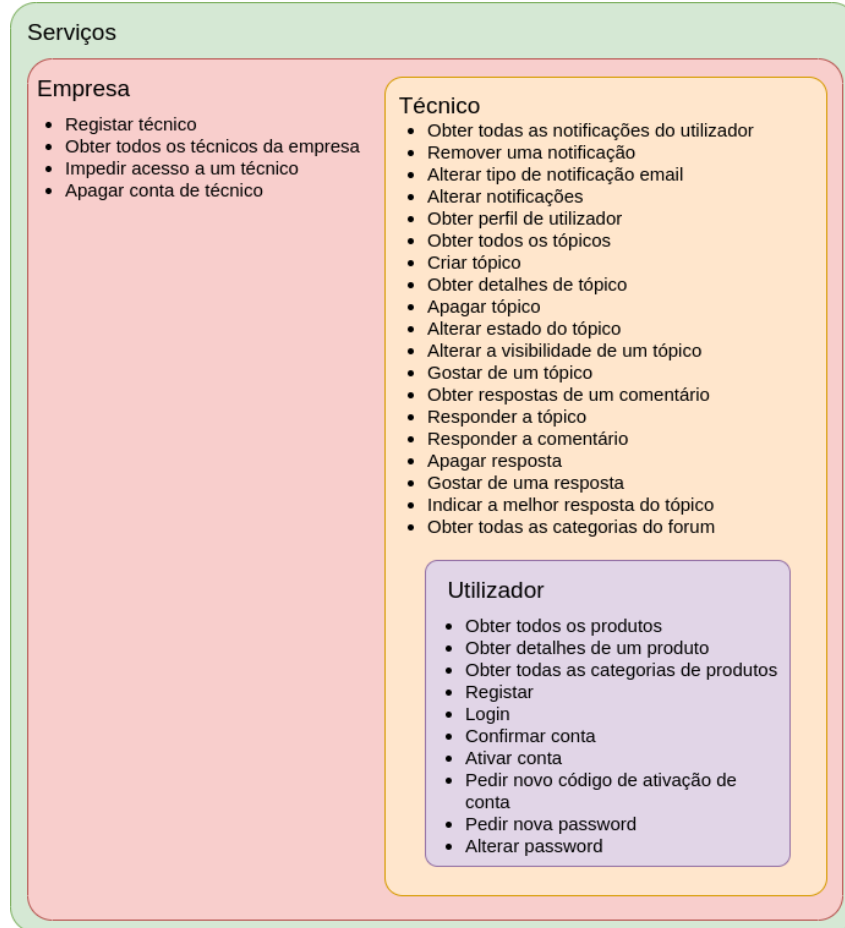 Serviços
Empresa
• Registar técnico
• Obter todos os técnicos da empresa
• Impedir acesso a um técnico
• Apagar conta de técnico
Técnico
• Obter todas as notificações do utilizador
• Remover uma notificação
• Alterar tipo de notificação email
• Alterar notificações
• Obter perfil de utilizador
• Obter todos os tópicos
• Criar tópico
• Obter detalhes de tópico
• Apagar tópico
• Alterar estado do tópico
• Alterar a visibilidade de um tópico
• Gostar de um tópico
• Obter respostas de um comentário
• Responder a tópico
• Responder a comentário
• Apagar resposta
• Gostar de uma resposta
• Indicar a melhor resposta do tópico
• Obter todas as categorias do forum
Utilizador
• Obter todos os produtos
• Obter detalhes de um produto
• Obter todas as categorias de produtos
• Registar
• Login
• Confirmar conta
• Ativar conta
• Pedir novo código de ativação de
conta
• Pedir nova password
• Alterar password